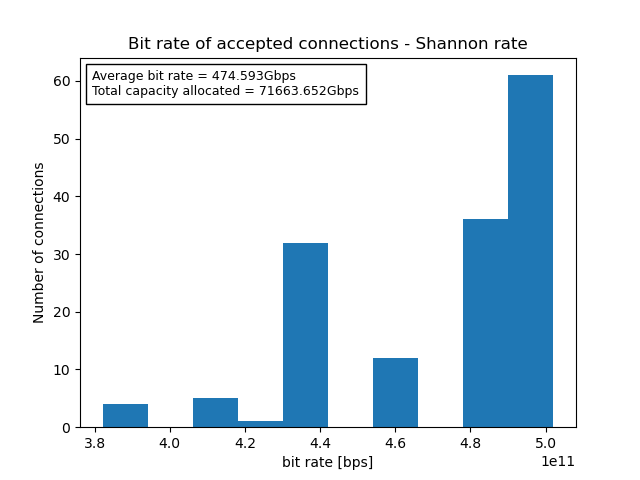 Bit rate of accepted connections - Shannon rate
Average bit rate = 474.593Gbps
Total capacity allocated = 71663.652Gbps
Number of connections
60
50
40
30
20
10
0
3.8 4.0 4.2 4.4 4.6 4.8 5.0
1e11
bit rate [bps]